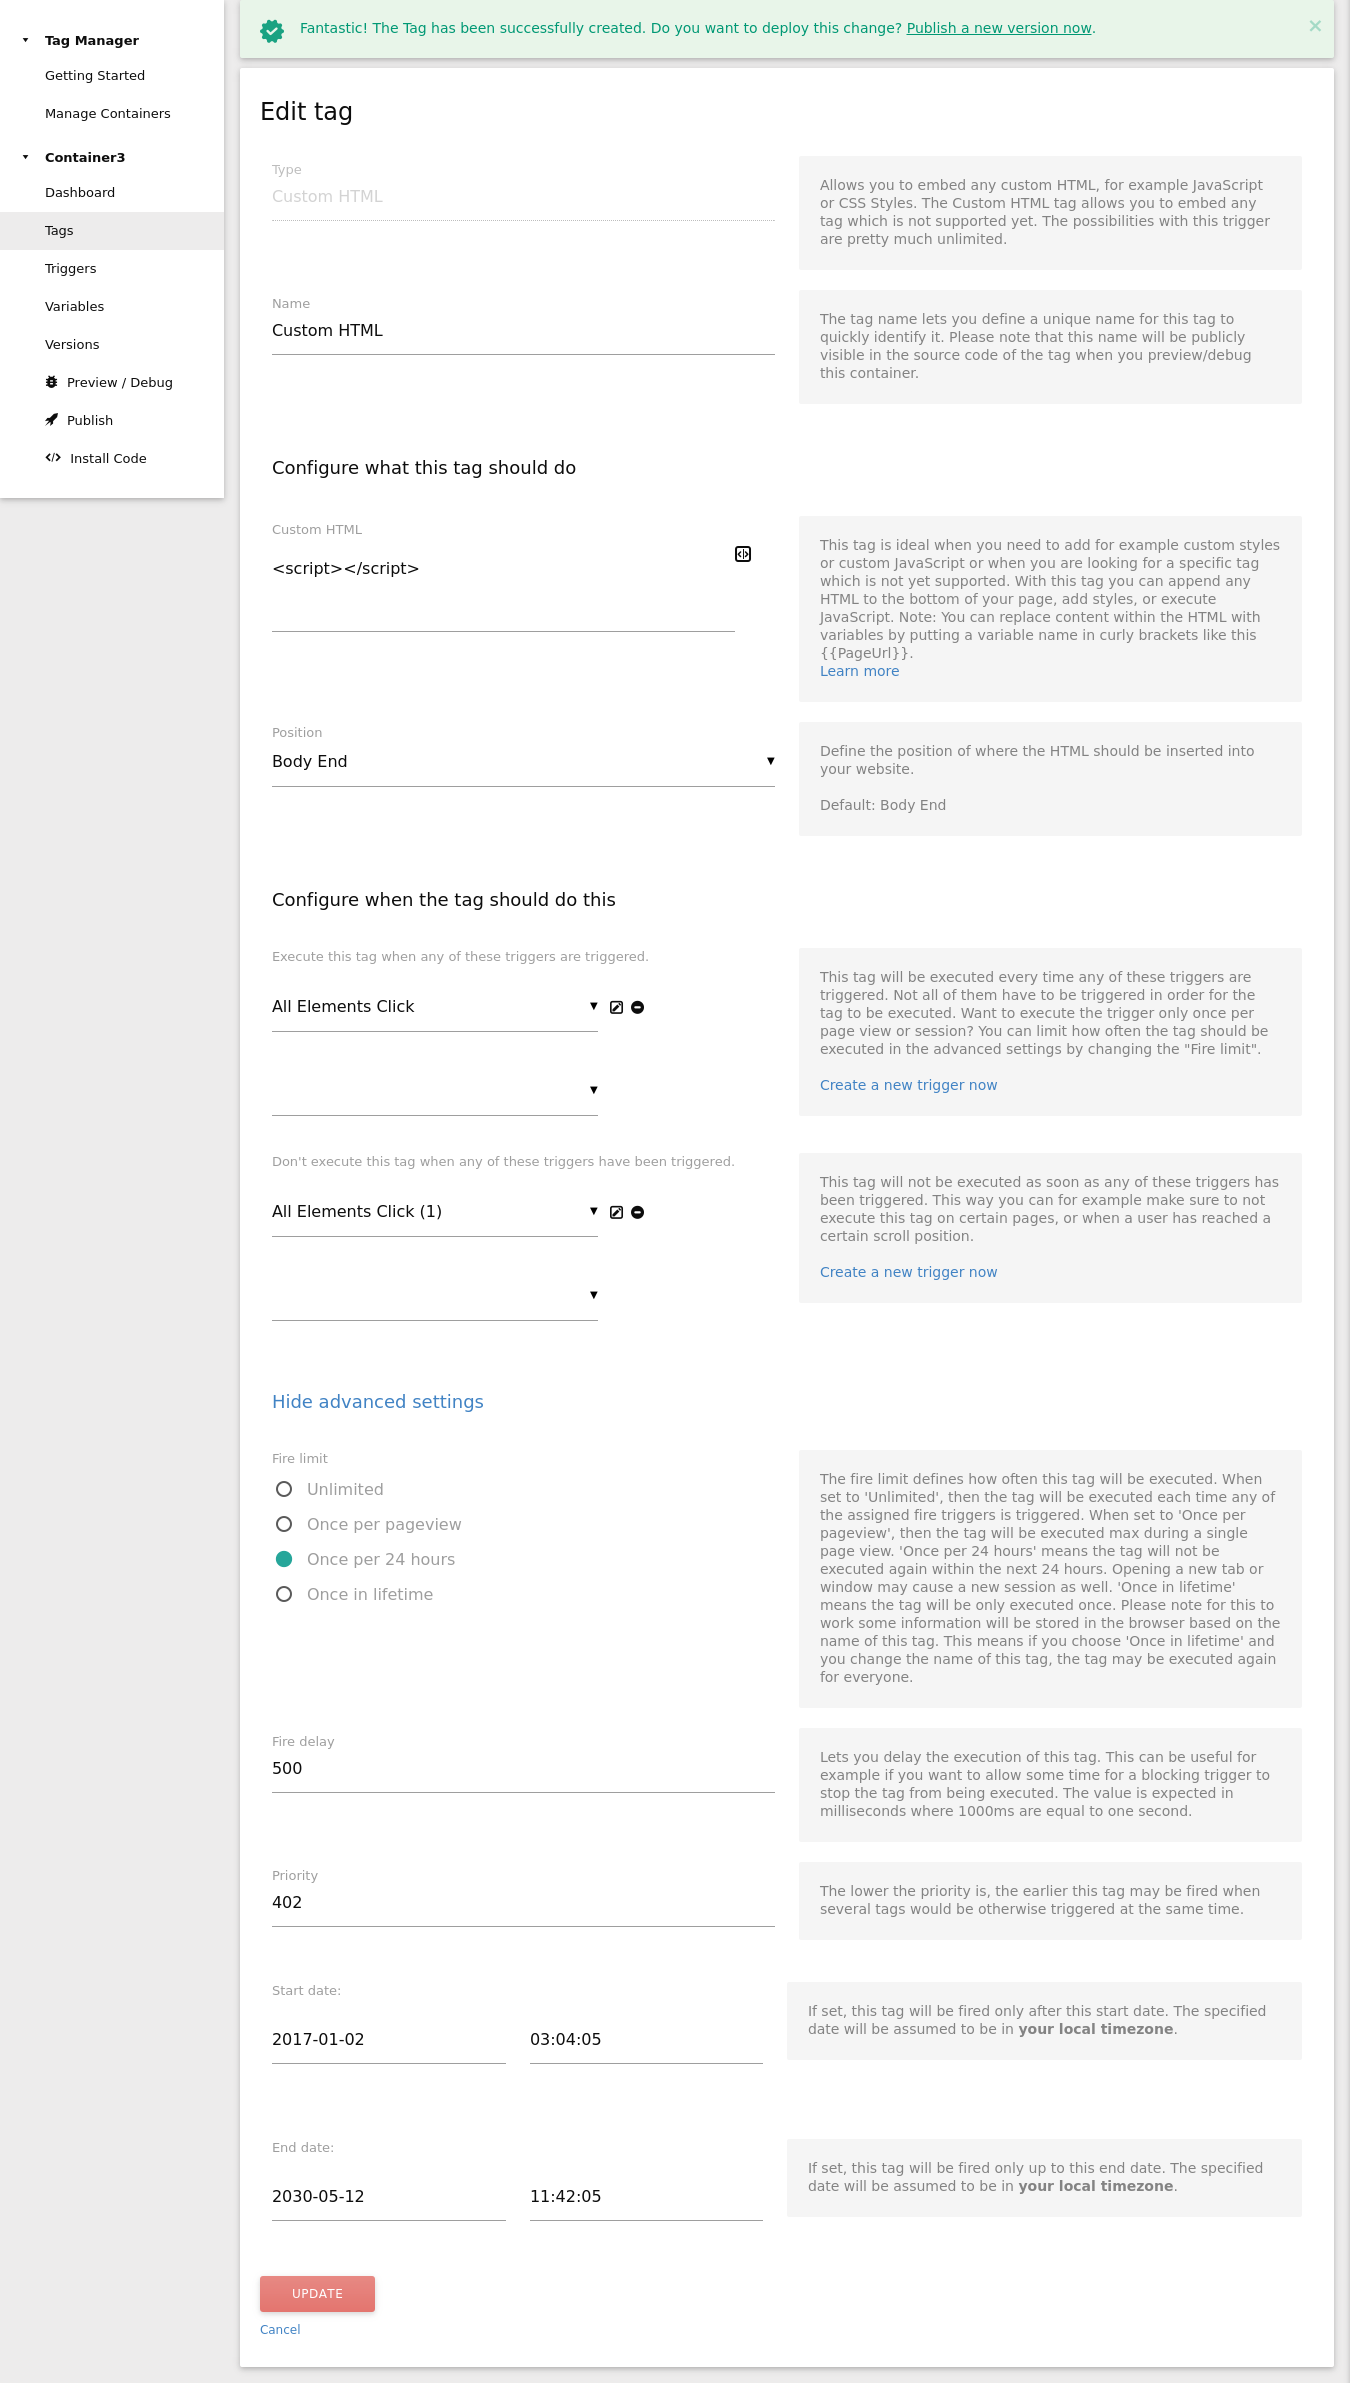 Tag Manager
Getting Started
Manage Containers
Container3
Dashboard
Tags
Triggers
Variables
Versions
Preview / Debug
Publish
Install Code
Fantastic! The Tag has been successfully created. Do you want to deploy this change? Publish a new version now.
×
Edit tag
Type
Custom HTML
Allows you to embed any custom HTML, for example JavaScript
or CSS Styles. The Custom HTML tag allows you to embed any
tag which is not supported yet. The possibilities with this trigger
are pretty much unlimited.
Name
Custom HTML
The tag name lets you define a unique name for this tag to
quickly identify it. Please note that this name will be publicly
visible in the source code of the tag when you preview/debug
this container.
Configure what this tag should do
Custom HTML
<script></script>
This tag is ideal when you need to add for example custom styles
or custom JavaScript or when you are looking for a specific tag
which is not yet supported. With this tag you can append any
HTML to the bottom of your page, add styles, or execute
JavaScript. Note: You can replace content within the HTML with
variables by putting a variable name in curly brackets like this
{{PageUrl}}.
Learn more
Position
Body End
Define the position of where the HTML should be inserted into
your website.
Default: Body End
Configure when the tag should do this
Execute this tag when any of these triggers are triggered.
All Elements Click
This tag will be executed every time any of these triggers are
triggered. Not all of them have to be triggered in order for the
tag to be executed. Want to execute the trigger only once per
page view or session? You can limit how often the tag should be
executed in the advanced settings by changing the "Fire limit".
Create a new trigger now
Don't execute this tag when any of these triggers have been triggered.
All Elements Click (1)
This tag will not be executed as soon as any of these triggers has
been triggered. This way you can for example make sure to not
execute this tag on certain pages, or when a user has reached a
certain scroll position.
Create a new trigger now
Hide advanced settings
Fire limit
Unlimited
Once per pageview
Once per 24 hours
Once in lifetime
The fire limit defines how often this tag will be executed. When
set to 'Unlimited', then the tag will be executed each time any of
the assigned fire triggers is triggered. When set to 'Once per
pageview', then the tag will be executed max during a single
page view. 'Once per 24 hours' means the tag will not be
executed again within the next 24 hours. Opening a new tab or
window may cause a new session as well. 'Once in lifetime'
means the tag will be only executed once. Please note for this to
work some information will be stored in the browser based on the
name of this tag. This means if you choose 'Once in lifetime' and
you change the name of this tag, the tag may be executed again
for everyone.
Fire delay
500
Lets you delay the execution of this tag. This can be useful for
example if you want to allow some time for a blocking trigger to
stop the tag from being executed. The value is expected in
milliseconds where 1000ms are equal to one second.
Priority
402
The lower the priority is, the earlier this tag may be fired when
several tags would be otherwise triggered at the same time.
Start date:
2017-01-02 03:04:05
If set, this tag will be fired only after this start date. The specified
date will be assumed to be in your local timezone.
End date:
2030-05-12 11:42:05
If set, this tag will be fired only up to this end date. The specified
date will be assumed to be in your local timezone.
UPDATE
Cancel